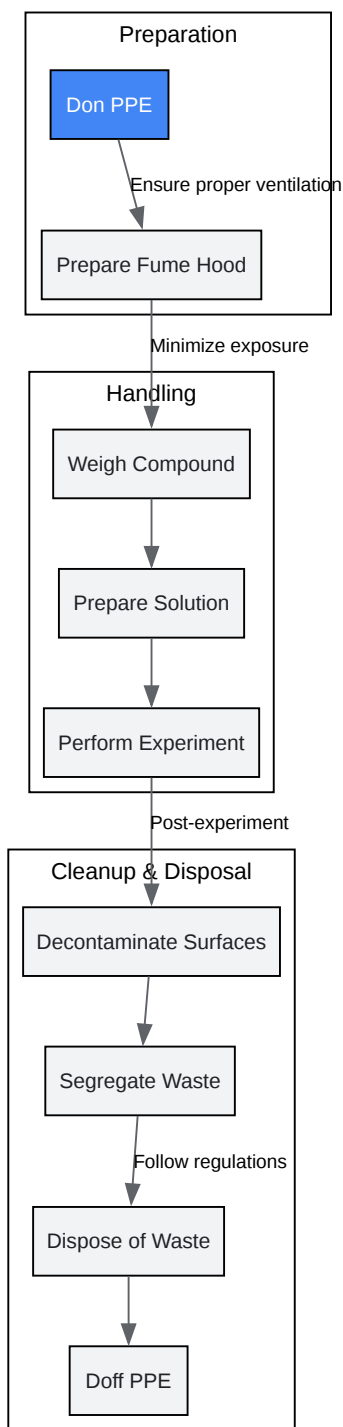 Preparation
Don PPE
Ensure proper ventilation
Prepare Fume Hood
Minimize exposure
Handling
Weigh Compound
Prepare Solution
Perform Experiment
Post-experiment
Cleanup & Disposal
Decontaminate Surfaces
Segregate Waste
Follow regulations
Dispose of Waste
Doff PPE